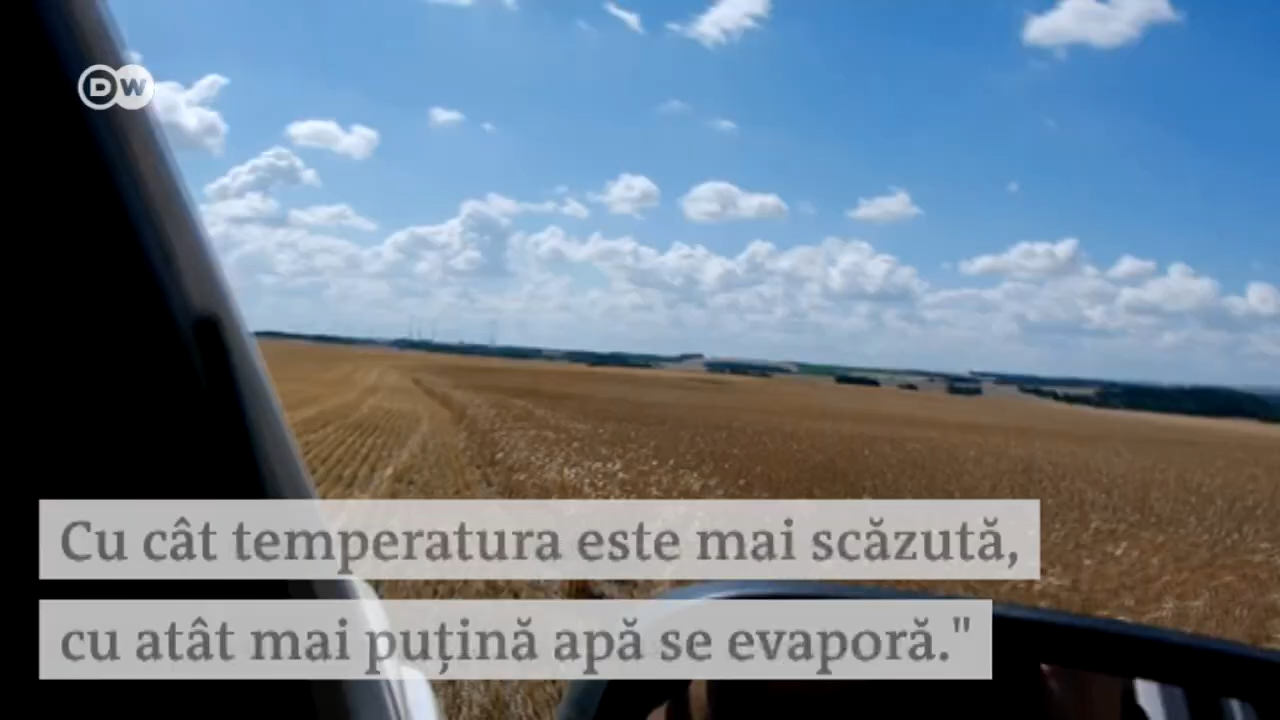 DW
Cu cât temperatura este mai scăzută,
cu atât mai puțină apă se evaporă."